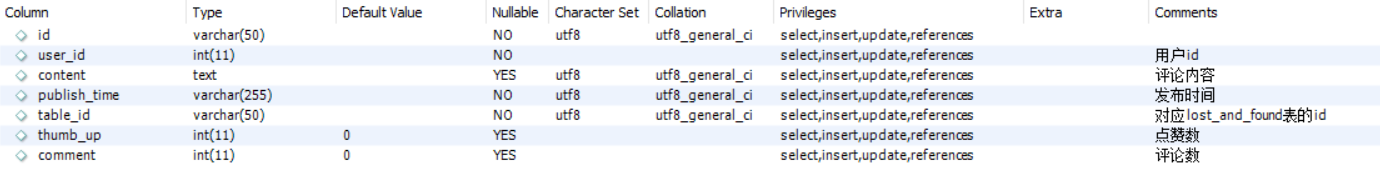 Column Type Default Value Nullable Character Set Collation Privileges Extra Comments
id varchar(50) NO utf8 utf8_general_ci select,insert,update,references
user_id int(11) NO select,insert,update,references 用户id
content text YES utf8 utf8_general_ci select,insert,update,references 评论内容
publish_time varchar(255) NO utf8 utf8_general_ci select,insert,update,references 发布时间
table_id varchar(50) NO utf8 utf8_general_ci select,insert,update,references 对应lost_and_found表的id
thumb_up int(11) 0 YES select,insert,update,references 点赞数
comment int(11) 0 YES select,insert,update,references 评论数